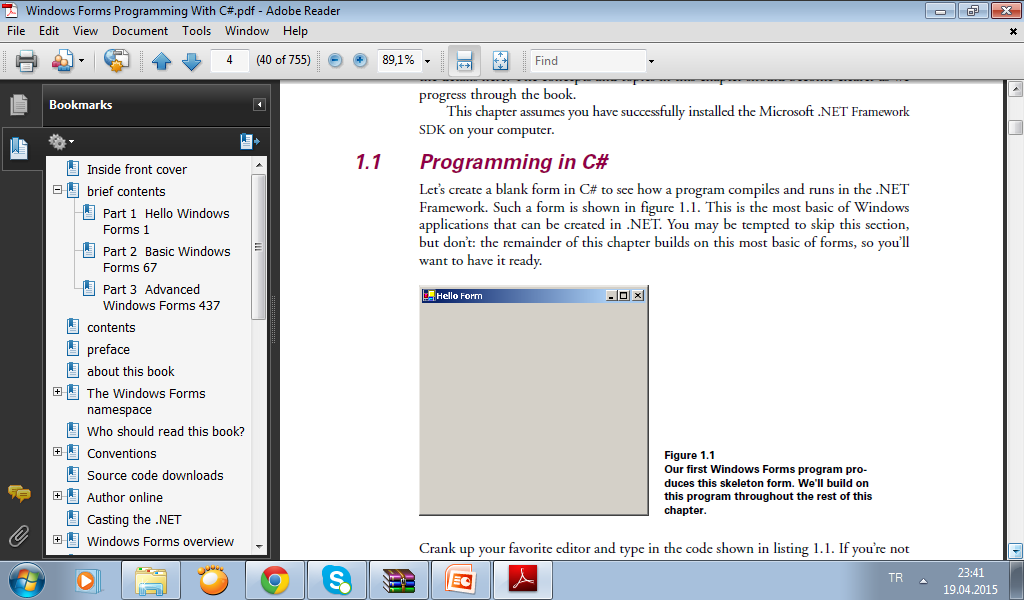 Windows Forms Programming With C#.pdf - Adobe Reader
File Edit View Document Tools Window Help
4 (40 of 755) 89,1% Find
Bookmarks
Inside front cover
brief contents
Part 1 Hello Windows
Forms 1
Part 2 Basic Windows
Forms 67
Part 3 Advanced
Windows Forms 437
contents
preface
about this book
The Windows Forms
namespace
Who should read this book?
Conventions
Source code downloads
Author online
Casting the .NET
Windows Forms overview
progress through the book.
This chapter assumes you have successfully installed the Microsoft .NET Framework
SDK on your computer.
1.1 Programming in C#
Let's create a blank form in C# to see how a program compiles and runs in the .NET
Framework. Such a form is shown in figure 1.1. This is the most basic of Windows
applications that can be created in .NET. You may be tempted to skip this section,
but don't: the remainder of this chapter builds on this most basic of forms, so you'll
want to have it ready.
Hello Form
Figure 1.1
Our first Windows Forms program pro-
duces this skeleton form. We'll build on
this program throughout the rest of this
chapter.
Crank up your favorite editor and type in the code shown in listing 1.1. If you're not
TR
23:41
19.04.2015